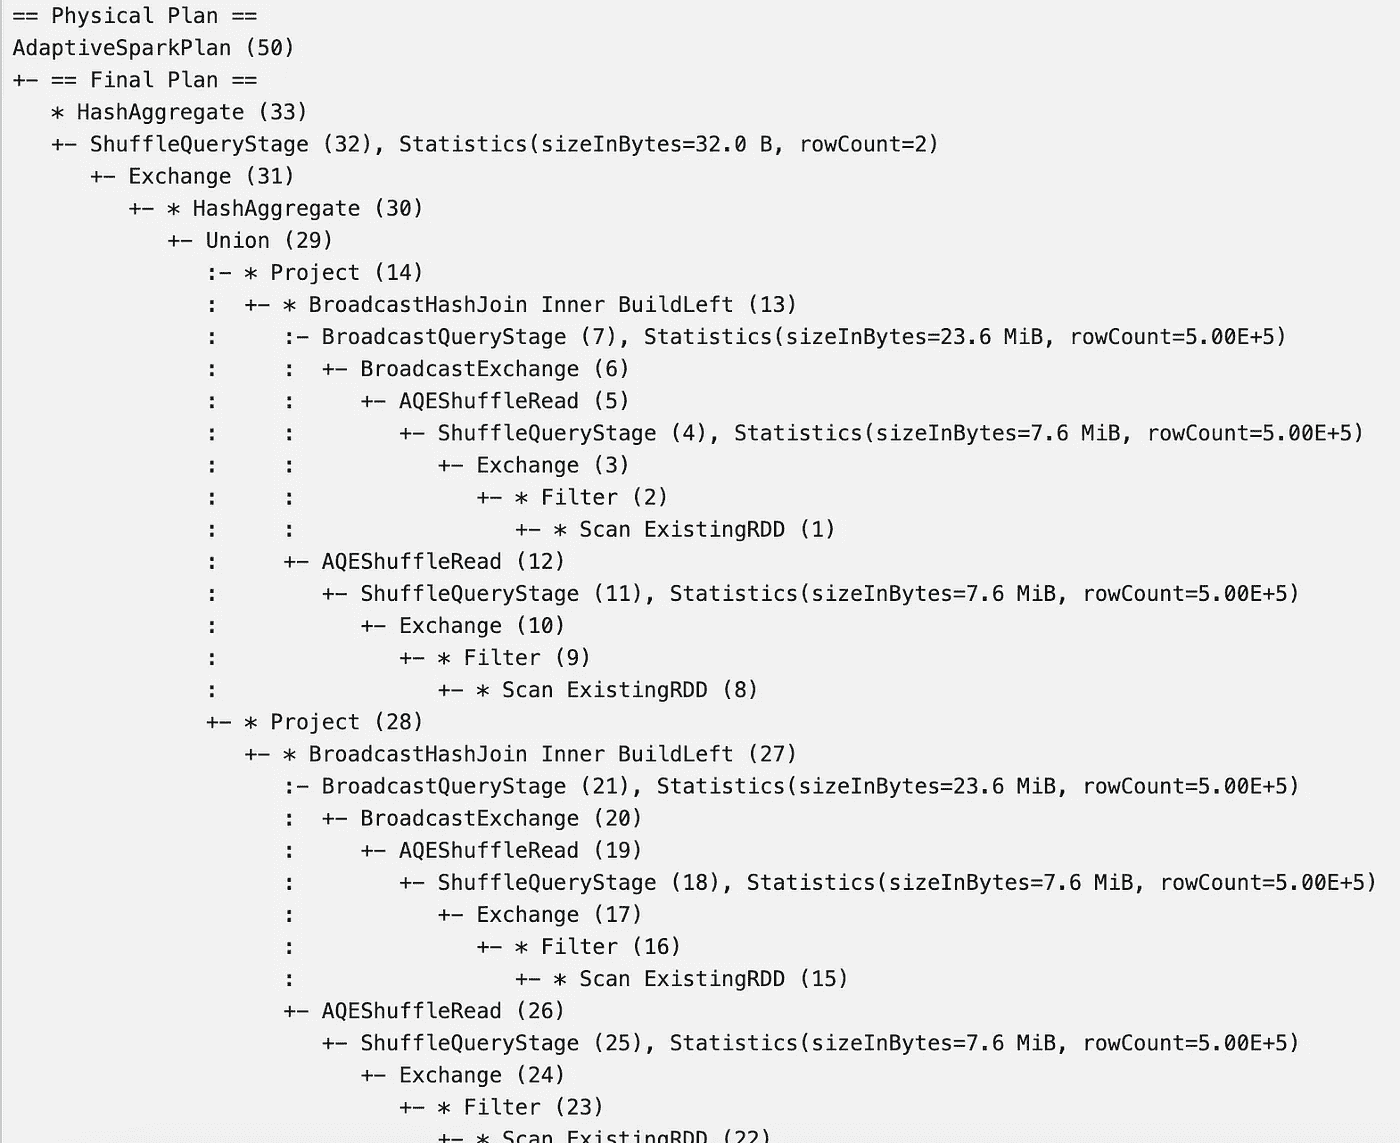 == Physical Plan ==
AdaptiveSparkPlan (50)
+- == Final Plan ==
   * HashAggregate (33)
   +- ShuffleQueryStage (32), Statistics(sizeInBytes=32.0 B, rowCount=2)
      +- Exchange (31)
         +- * HashAggregate (30)
            +- Union (29)
               :- * Project (14)
               :  +- * BroadcastHashJoin Inner BuildLeft (13)
               :     :- BroadcastQueryStage (7), Statistics(sizeInBytes=23.6 MiB, rowCount=5.00E+5)
               :     :  +- BroadcastExchange (6)
               :     :     +- AQEShuffleRead (5)
               :     :        +- ShuffleQueryStage (4), Statistics(sizeInBytes=7.6 MiB, rowCount=5.00E+5)
               :     :           +- Exchange (3)
               :     :              +- * Filter (2)
               :     :                 +- * Scan ExistingRDD (1)
               :     +- AQEShuffleRead (12)
               :        +- ShuffleQueryStage (11), Statistics(sizeInBytes=7.6 MiB, rowCount=5.00E+5)
               :           +- Exchange (10)
               :              +- * Filter (9)
               :                 +- * Scan ExistingRDD (8)
               +- * Project (28)
                  +- * BroadcastHashJoin Inner BuildLeft (27)
                     :- BroadcastQueryStage (21), Statistics(sizeInBytes=23.6 MiB, rowCount=5.00E+5)
                     :  +- BroadcastExchange (20)
                     :     +- AQEShuffleRead (19)
                     :        +- ShuffleQueryStage (18), Statistics(sizeInBytes=7.6 MiB, rowCount=5.00E+5)
                     :           +- Exchange (17)
                     :              +- * Filter (16)
                     :                 +- * Scan ExistingRDD (15)
                     +- AQEShuffleRead (26)
                        +- ShuffleQueryStage (25), Statistics(sizeInBytes=7.6 MiB, rowCount=5.00E+5)
                           +- Exchange (24)
                              +- * Filter (23)
                                 +- * Scan ExistingRDD (22)